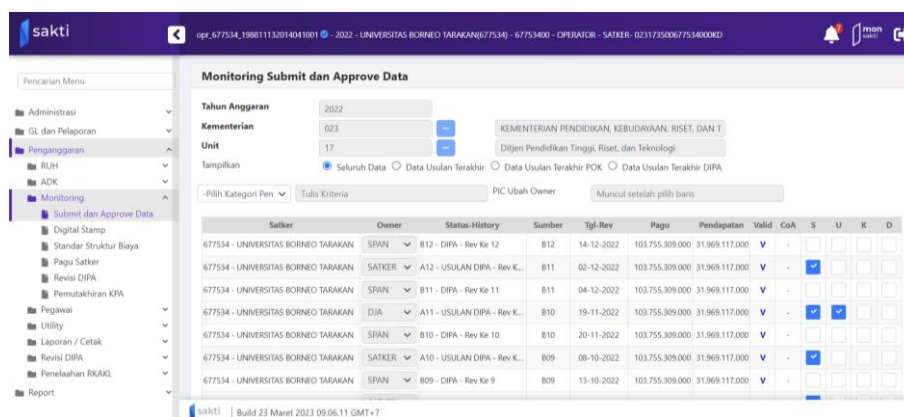 sakti
opr_677534_198811132014041001 - 2022 - UNIVERSITAS BORNEO TARAKAN(677534) - 67753400 - OPERATOR - SATKER- 023173500677534000KD
mon
sakti
Pencarian Menu
Administrasi
GL dan Pelaporan
Penganggaran
RUH
ADK
Monitoring
Submit dan Approve Data
Digital Stamp
Standar Struktur Biaya
Pagu Satker
Revisi DIPA
Pemutakhiran KPA
Pegawai
Utility
Laporan / Cetak
Revisi DIPA
Penelaahan RKAKL
Report
Monitoring Submit dan Approve Data
Tahun Anggaran 2022
Kementerian 023 ... KEMENTERIAN PENDIDIKAN, KEBUDAYAAN, RISET, DAN T
Unit 17 ... Ditjen Pendidikan Tinggi, Riset, dan Teknologi
Tampilkan Seluruh Data Data Usulan Terakhir Data Usulan Terakhir POK Data Usulan Terakhir DIPA
-Pilih Kategori Pen Tulis Kriteria PIC Ubah Owner Muncul setelah pilih baris
Satker Owner Status-History Sumber Tgl-Rev Pagu Pendapatan Valid CoA S U K D
677534 - UNIVERSITAS BORNEO TARAKAN SPAN B12 - DIPA - Rev Ke 12 B12 14-12-2022 103.755.309.000 31.969.117.000 V -
677534 - UNIVERSITAS BORNEO TARAKAN SATKER A12 - USULAN DIPA - Rev K... B11 02-12-2022 103.755.309.000 31.969.117.000 V -
677534 - UNIVERSITAS BORNEO TARAKAN SPAN B11 - DIPA - Rev Ke 11 B11 04-12-2022 103.755.309.000 31.969.117.000 V -
677534 - UNIVERSITAS BORNEO TARAKAN DJA A11 - USULAN DIPA - Rev K... B10 19-11-2022 103.755.309.000 31.969.117.000 V -
677534 - UNIVERSITAS BORNEO TARAKAN SPAN B10 - DIPA - Rev Ke 10 B10 20-11-2022 103.755.309.000 31.969.117.000 V -
677534 - UNIVERSITAS BORNEO TARAKAN SATKER A10 - USULAN DIPA - Rev K... B09 08-10-2022 103.755.309.000 31.969.117.000 V -
677534 - UNIVERSITAS BORNEO TARAKAN SPAN B09 - DIPA - Rev Ke 9 B09 13-10-2022 103.755.309.000 31.969.117.000 V -
sakti Build 23 Maret 2023 09.06.11 GMT+7